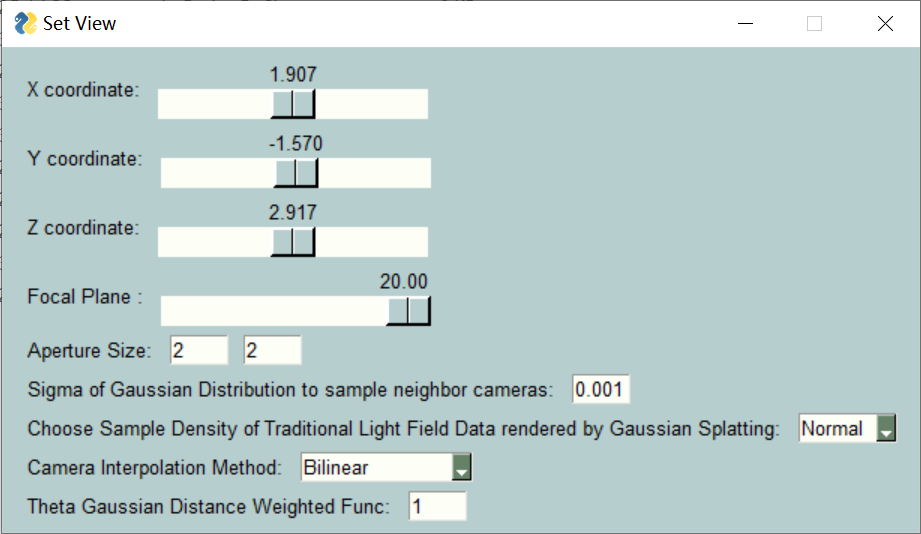 Set View
1.907
X coordinate:
-1.570
Y coordinate:
2.917
Z coordinate:
20.00
Focal Plane :
Aperture Size: 2 2
Sigma of Gaussian Distribution to sample neighbor cameras: 0.001
Choose Sample Density of Traditional Light Field Data rendered by Gaussian Splatting: Normal
Camera Interpolation Method: Bilinear
Theta Gaussian Distance Weighted Func: 1